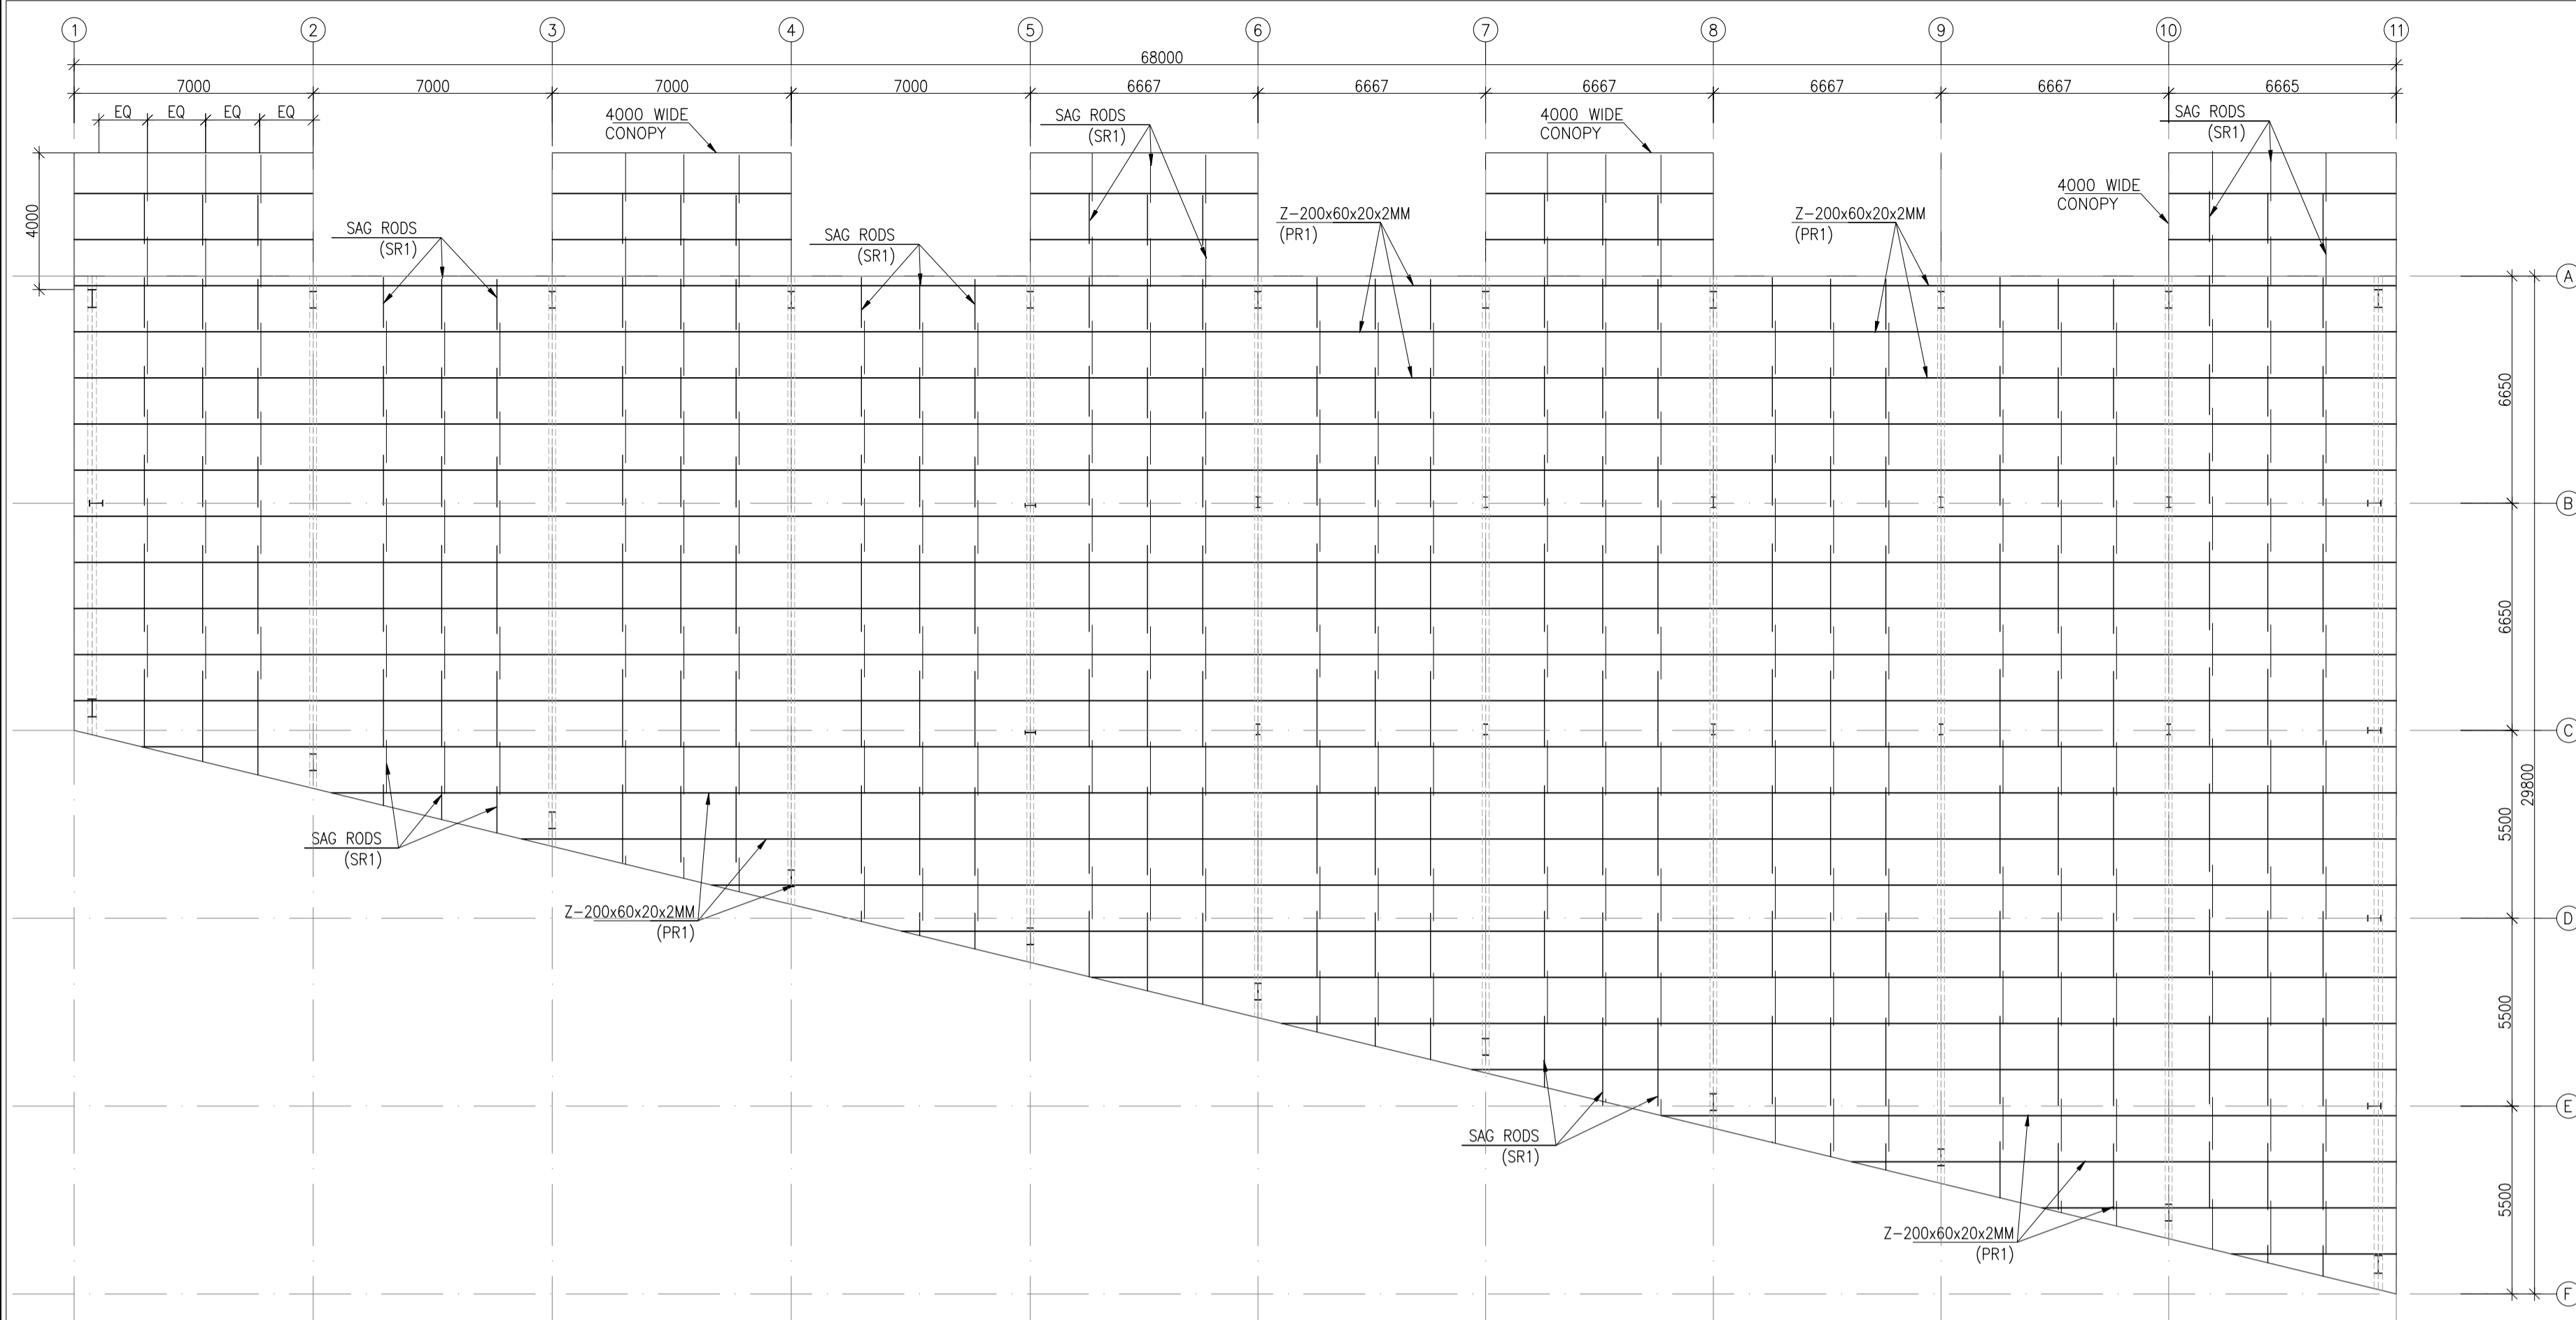 1 2 3 4 5 6 7 8 9 10 11
68000
7000 7000 7000 7000 6667 6667 6667 6667 6667 6665
EQ EQ EQ EQ
4000 WIDE
CONOPY
SAG RODS
(SR1)
4000 WIDE
CONOPY
SAG RODS
(SR1)
4000
SAG RODS
(SR1)
SAG RODS
(SR1)
Z-200x60x20x2MM
(PR1)
Z-200x60x20x2MM
(PR1)
4000 WIDE
CONOPY
A
6650
B
6650
C
5500
29800
SAG RODS
(SR1)
Z-200x60x20x2MM
(PR1)
D
5500
E
SAG RODS
(SR1)
5500
Z-200x60x20x2MM
(PR1)
F